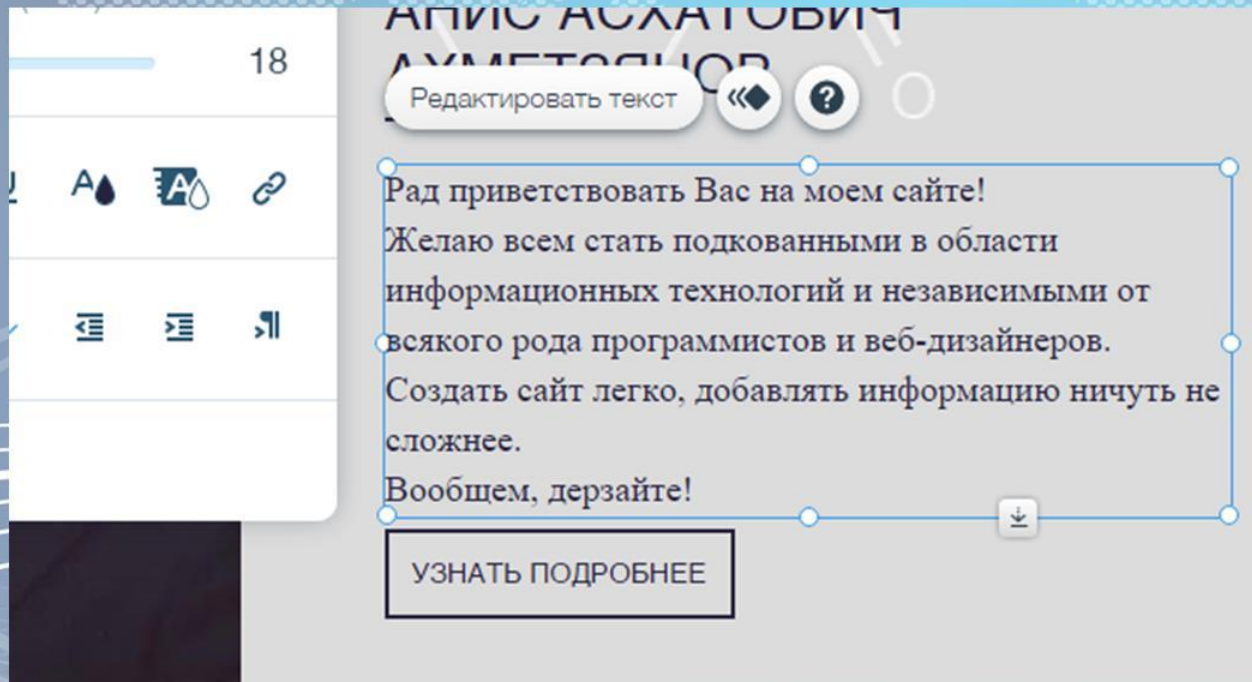 АНИС АСХАТОВИЧ
АХМЕТЗЯНОВ
18
Редактировать текст
Рад приветствовать Вас на моем сайте!
Желаю всем стать подкованными в области
информационных технологий и независимыми от
всякого рода программистов и веб-дизайнеров.
Создать сайт легко, добавлять информацию ничуть не
сложнее.
Вообщем, дерзайте!
УЗНАТЬ ПОДРОБНЕЕ